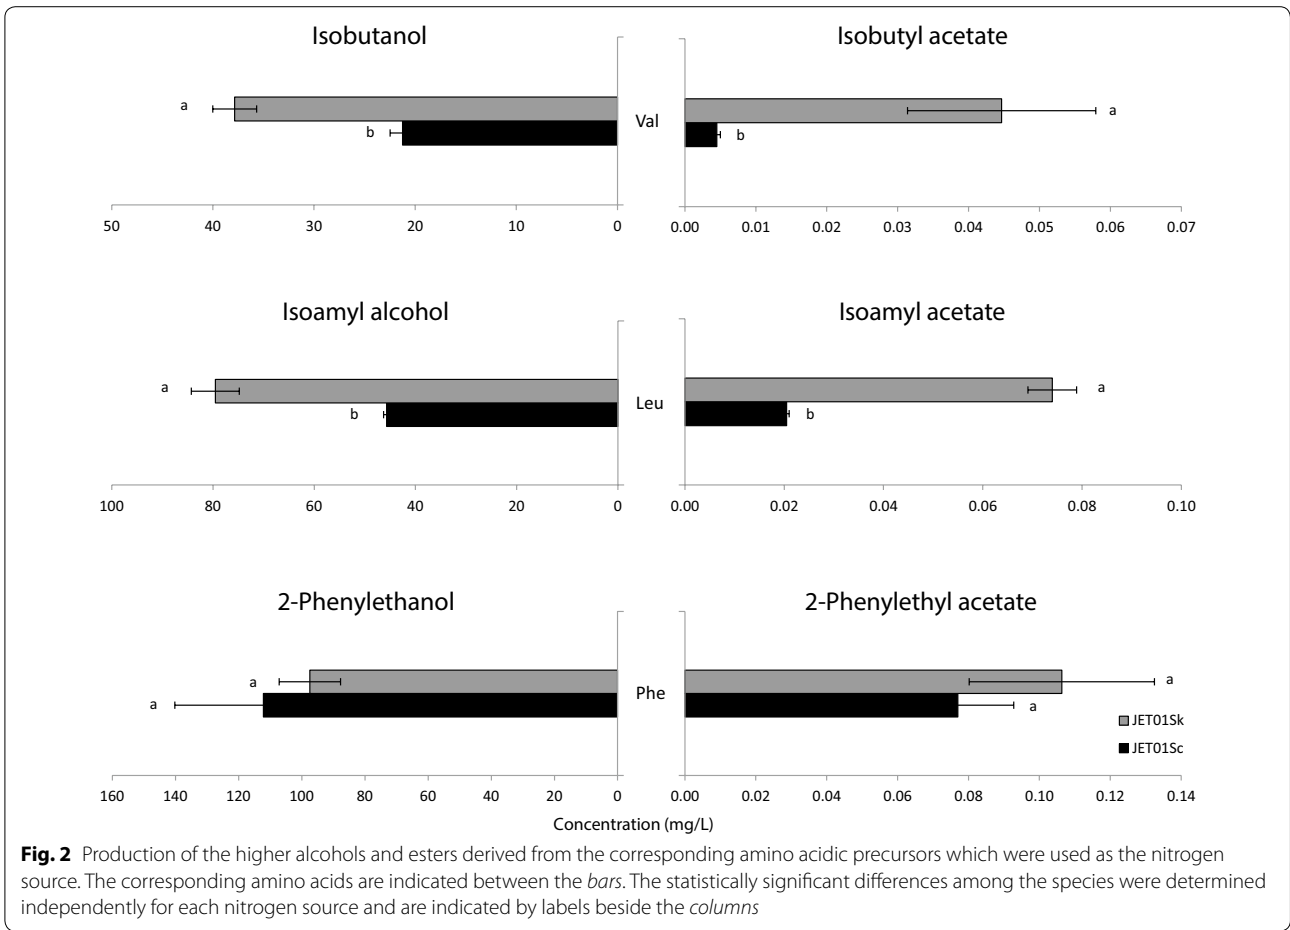 Isobutanol
Isobutyl acetate
a
b
Val
a
b
50 40 30 20 10 0
0.00 0.01 0.02 0.03 0.04 0.05 0.06 0.07
Isoamyl alcohol
Isoamyl acetate
a
b
Leu
a
b
100 80 60 40 20 0
0.00 0.02 0.04 0.06 0.08 0.10
2-Phenylethanol
2-Phenylethyl acetate
a
a
Phe
a
a
JET01Sk
JET01Sc
160 140 120 100 80 60 40 20 0
0.00 0.02 0.04 0.06 0.08 0.10 0.12 0.14
Concentration (mg/L)
Fig. 2 Production of the higher alcohols and esters derived from the corresponding amino acidic precursors which were used as the nitrogen
source. The corresponding amino acids are indicated between the bars. The statistically significant differences among the species were determined
independently for each nitrogen source and are indicated by labels beside the columns